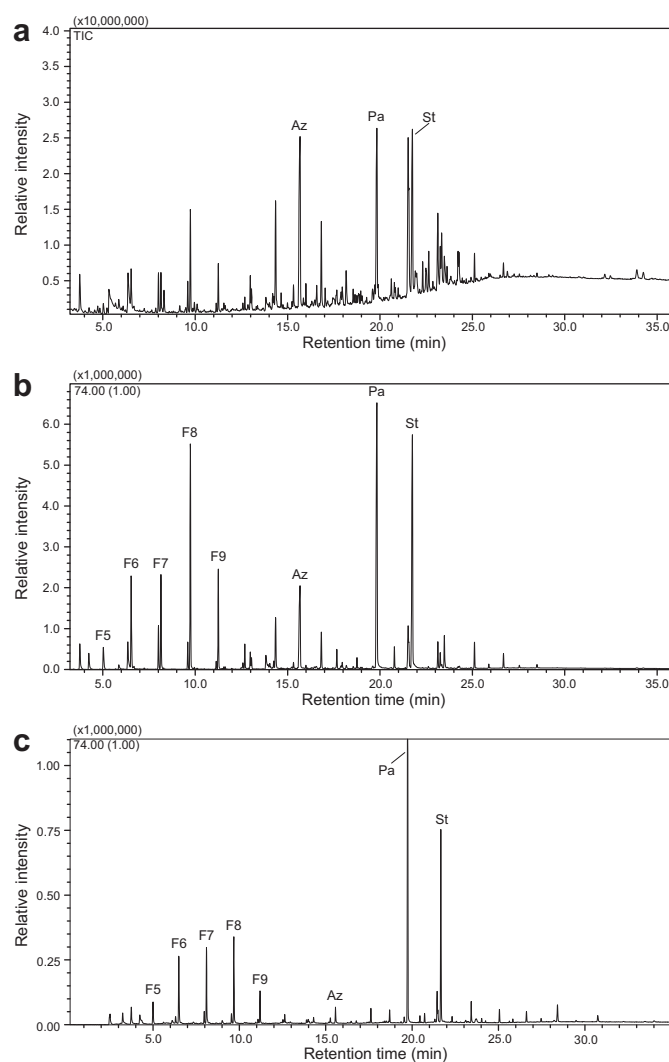 a
(x10,000,000)
TIC
4.0
3.5
3.0
2.5
2.0
1.5
1.0
0.5
Relative intensity
Az
Pa
St
5.0 10.0 15.0 20.0 25.0 30.0 35.0
Retention time (min)
b
(x1,000,000)
74.00 (1.00)
6.0
5.0
4.0
3.0
2.0
1.0
0.0
Relative intensity
F5
F6
F7
F8
F9
Az
Pa
St
5.0 10.0 15.0 20.0 25.0 30.0 35.0
Retention time (min)
c
(x1,000,000)
74.00 (1.00)
1.00
0.75
0.50
0.25
0.00
Relative intensity
F5
F6
F7
F8
F9
Az
Pa
St
5.0 10.0 15.0 20.0 25.0 30.0
Retention time (min)